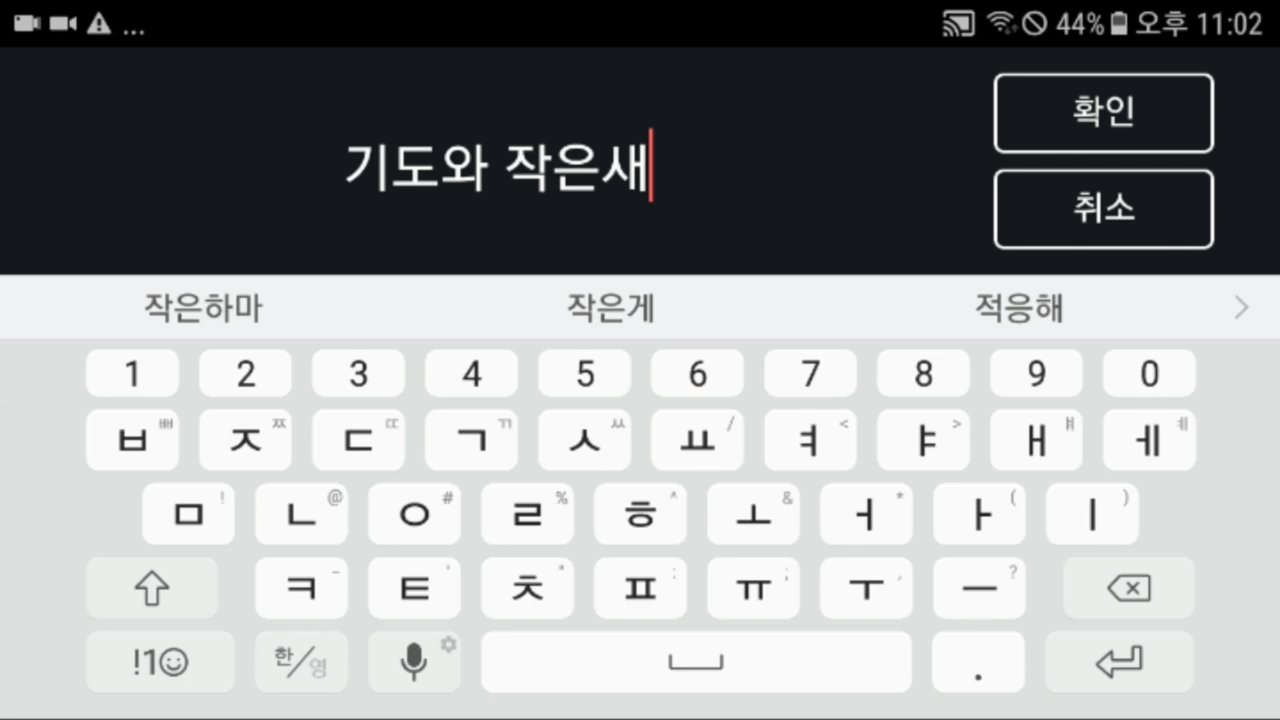 ... 44% 오후 11:02
기도와 작은새
확인
취소
작은하마 작은게 적응해
1 2 3 4 5 6 7 8 9 0
ㅂ ㅃ ㅈ ㅉ ㄷ ㄸ ㄱ ㄲ ㅅ ㅆ ㅛ / ㅕ < ㅑ > ㅐ ㅒ ㅔ ㅖ
ㅁ ! ㄴ @ ㅇ # ㄹ % ㅎ ^ ㅗ & ㅓ * ㅏ ( ㅣ )
ㅋ - ㅌ ' ㅊ " ㅍ : ㅠ ; ㅜ , ㅡ ?
!1☺ 한/영 .